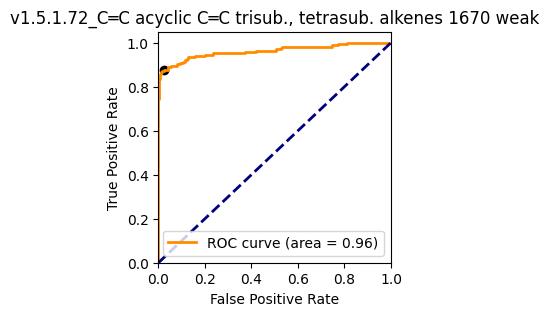 v1.5.1.72_C═C acyclic C═C trisub., tetrasub. alkenes 1670 weak
True Positive Rate
1.0
0.8
0.6
0.4
0.2
0.0
ROC curve (area = 0.96)
0.0 0.2 0.4 0.6 0.8 1.0
False Positive Rate